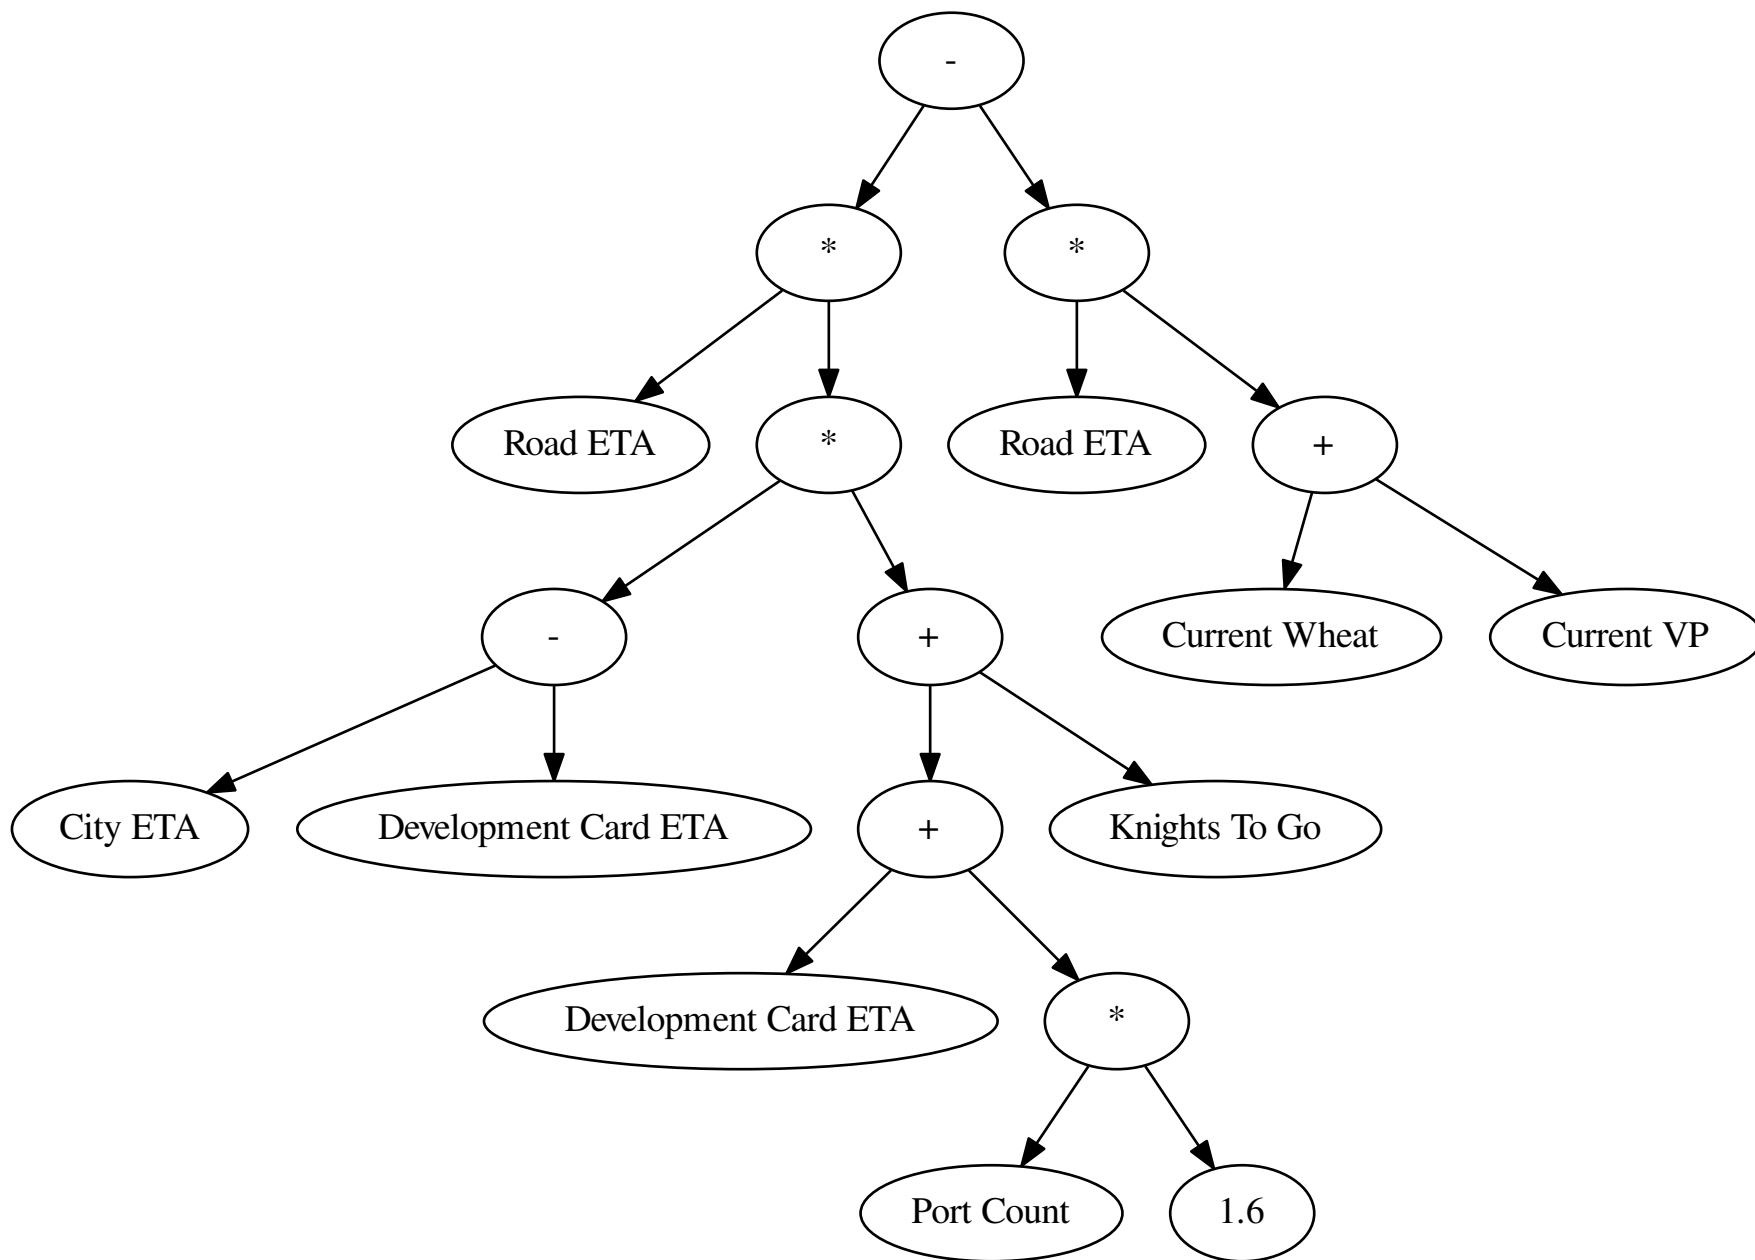 -
*
*
Road ETA
*
Road ETA
+
-
+
Current Wheat
Current VP
City ETA
Development Card ETA
+
Knights To Go
Development Card ETA
*
Port Count
1.6